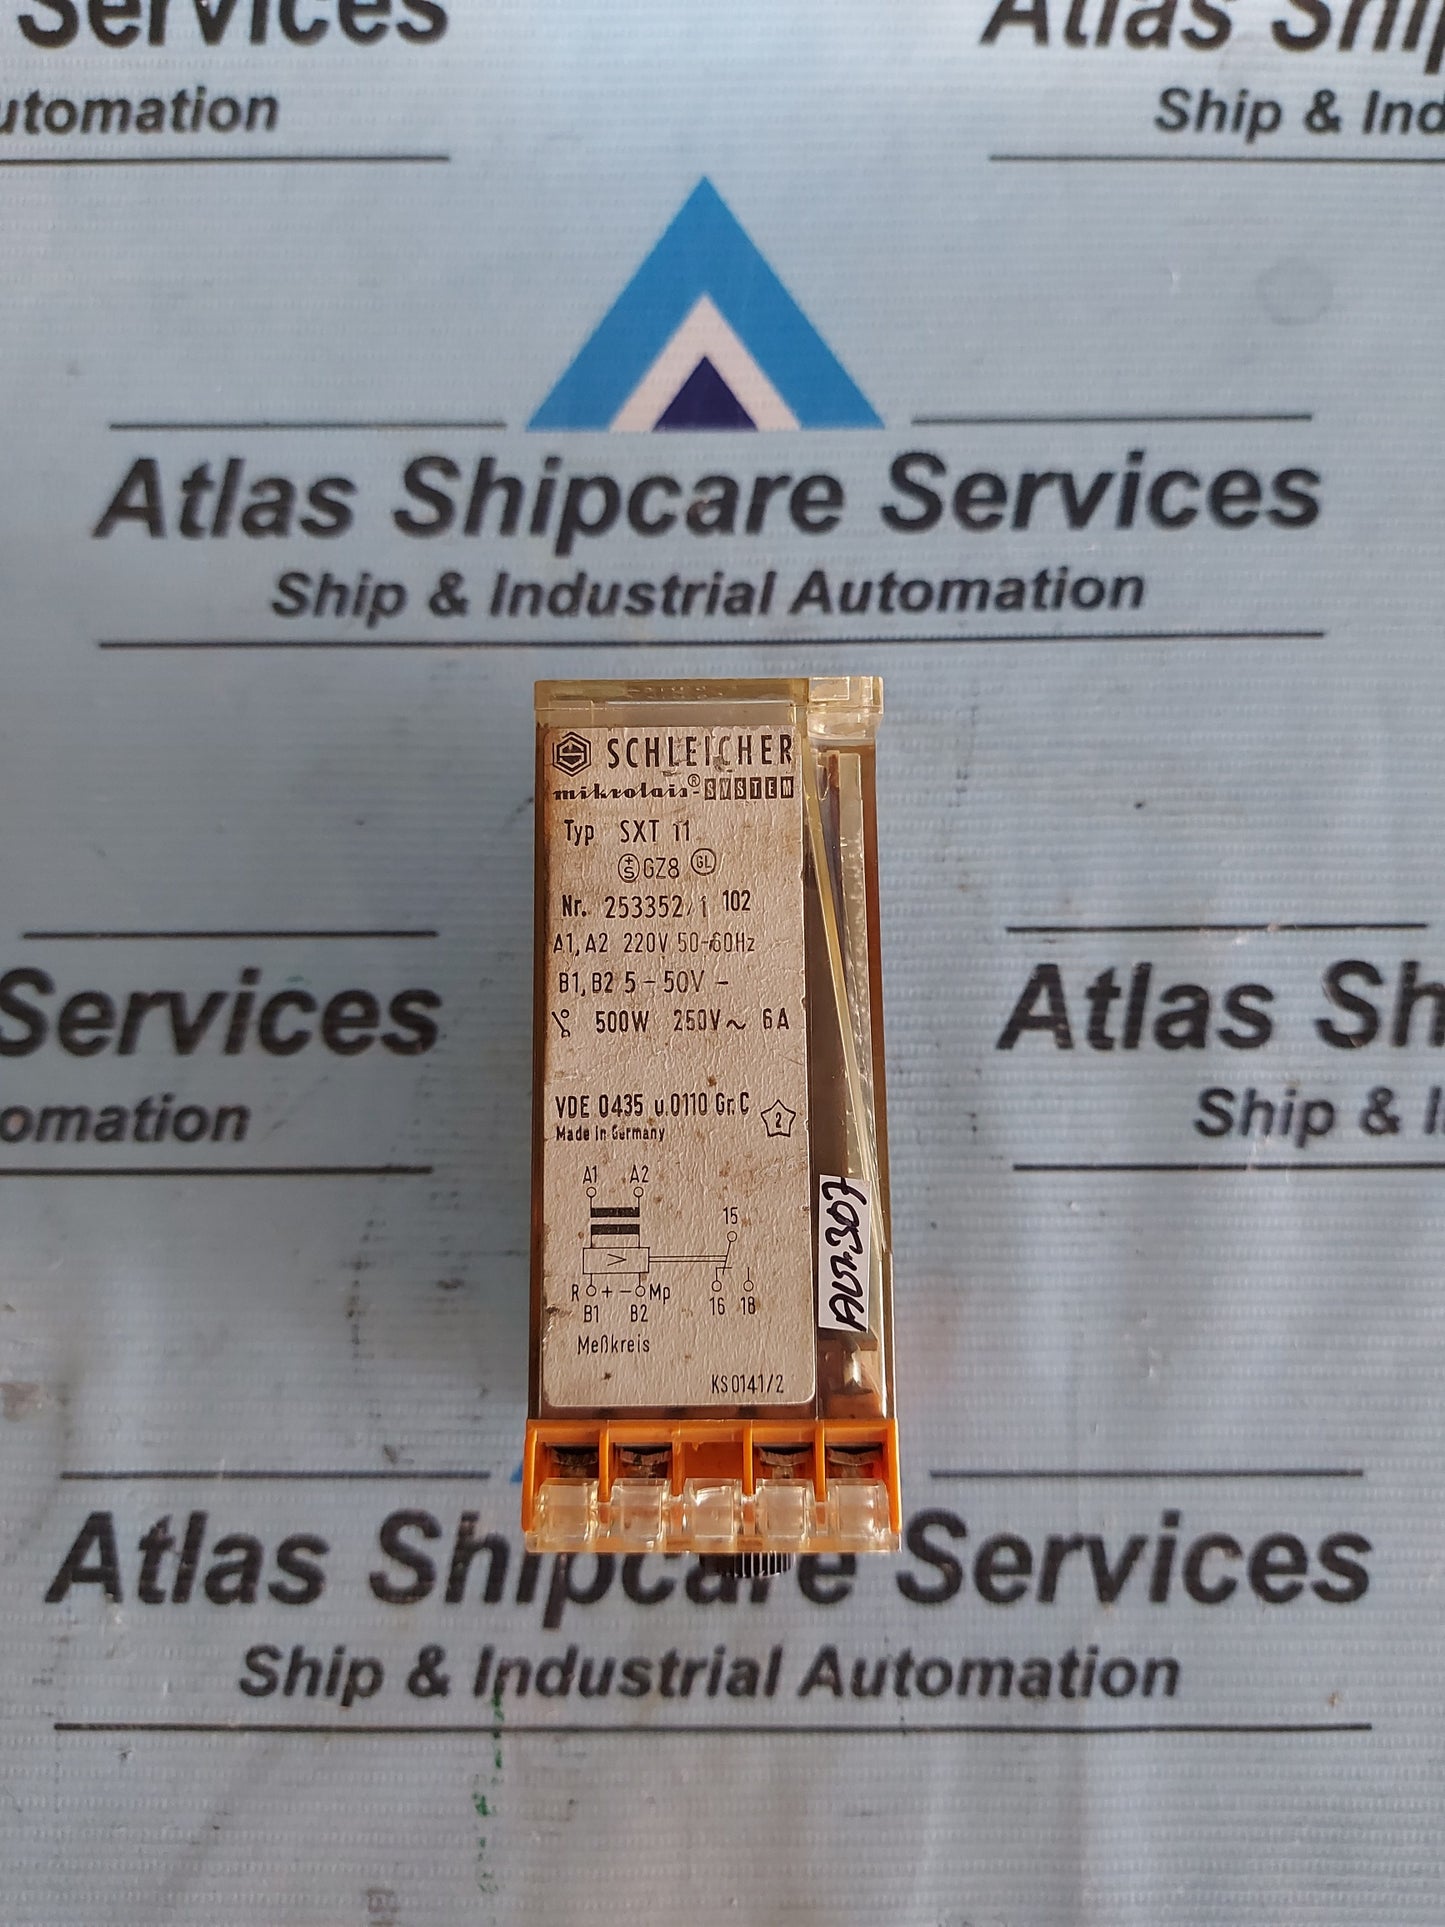 Services
Atlas Ship
utomation
Ship & Ind
Atlas Shipcare Services
Ship & Industrial Automation
SCHLEICHER
mikrolais®-SYSTEM
Typ SXT 11
GZ8 GL
Nr. 253352/1 102
A1, A2 220V 50-60Hz
B1, B2 5-50V -
500W 250V~ 6A
VDE 0435 u.0110 Gr.C 2
Made in Germany
A1 A2
15
>
R + - Mp
B1 B2
16 18
Meßkreis
KS0141/2
Services
Atlas Sh
omation
Ship & I
Atlas Shipcare Services
Ship & Industrial Automation